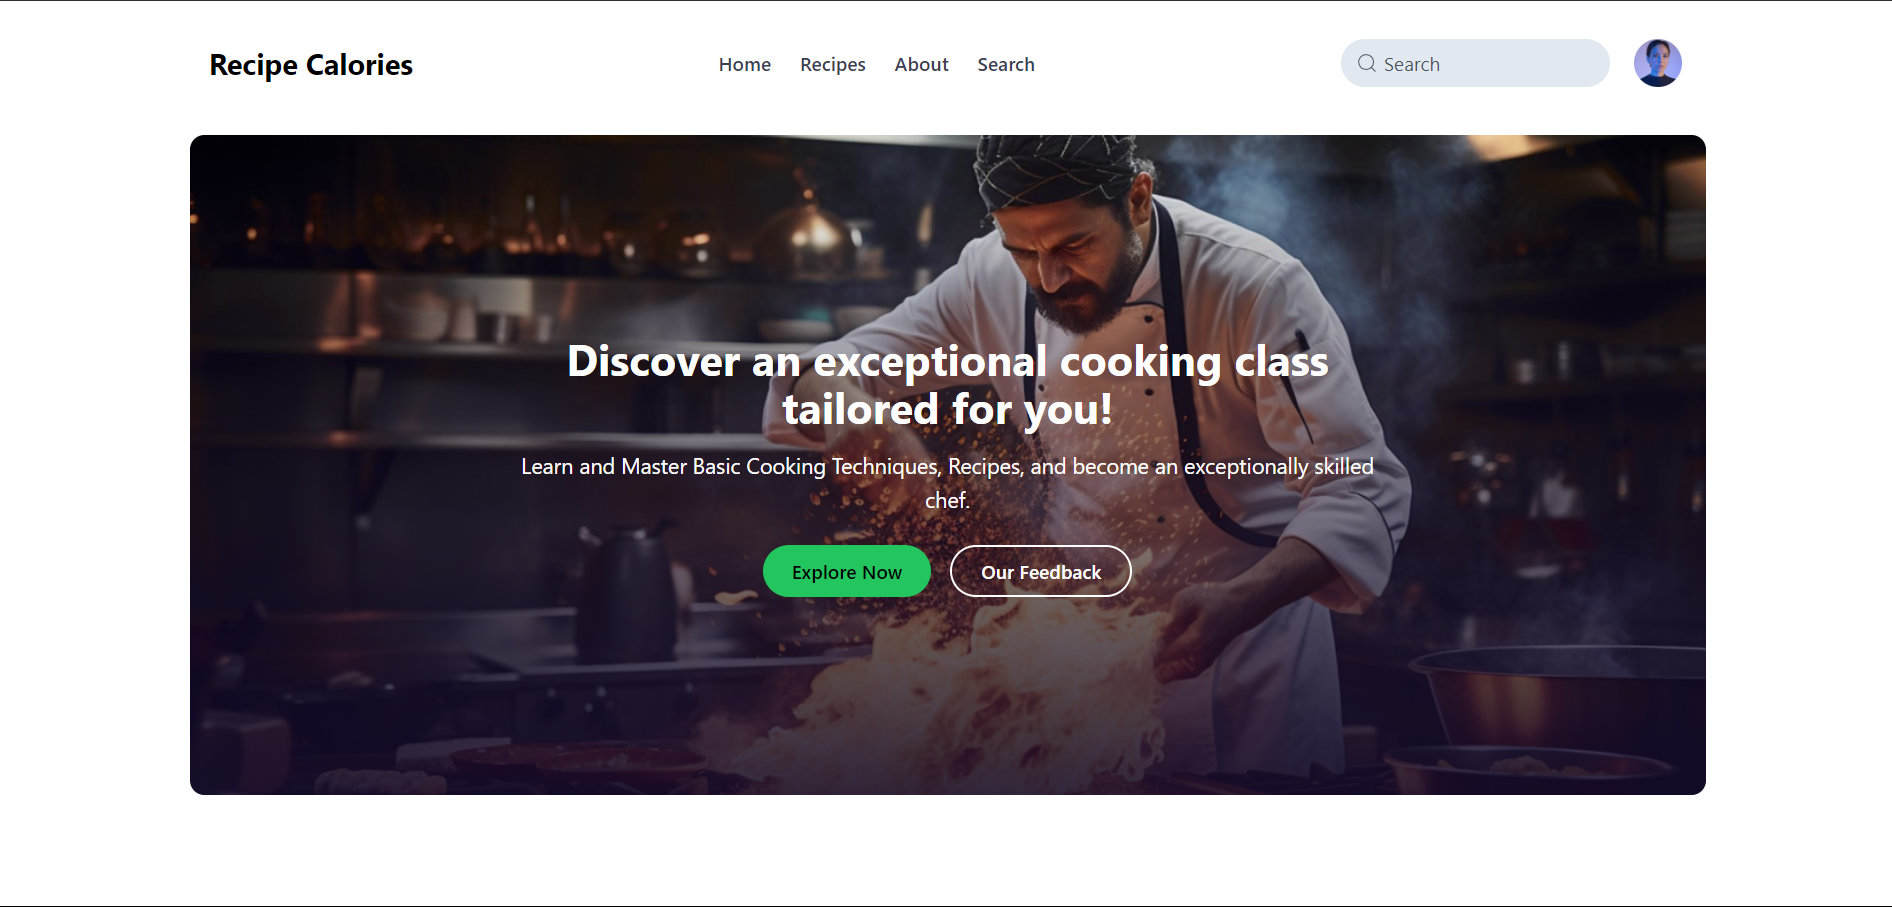 Recipe Calories
Home Recipes About Search
Search
Discover an exceptional cooking class
tailored for you!
Learn and Master Basic Cooking Techniques, Recipes, and become an exceptionally skilled
chef.
Explore Now
Our Feedback